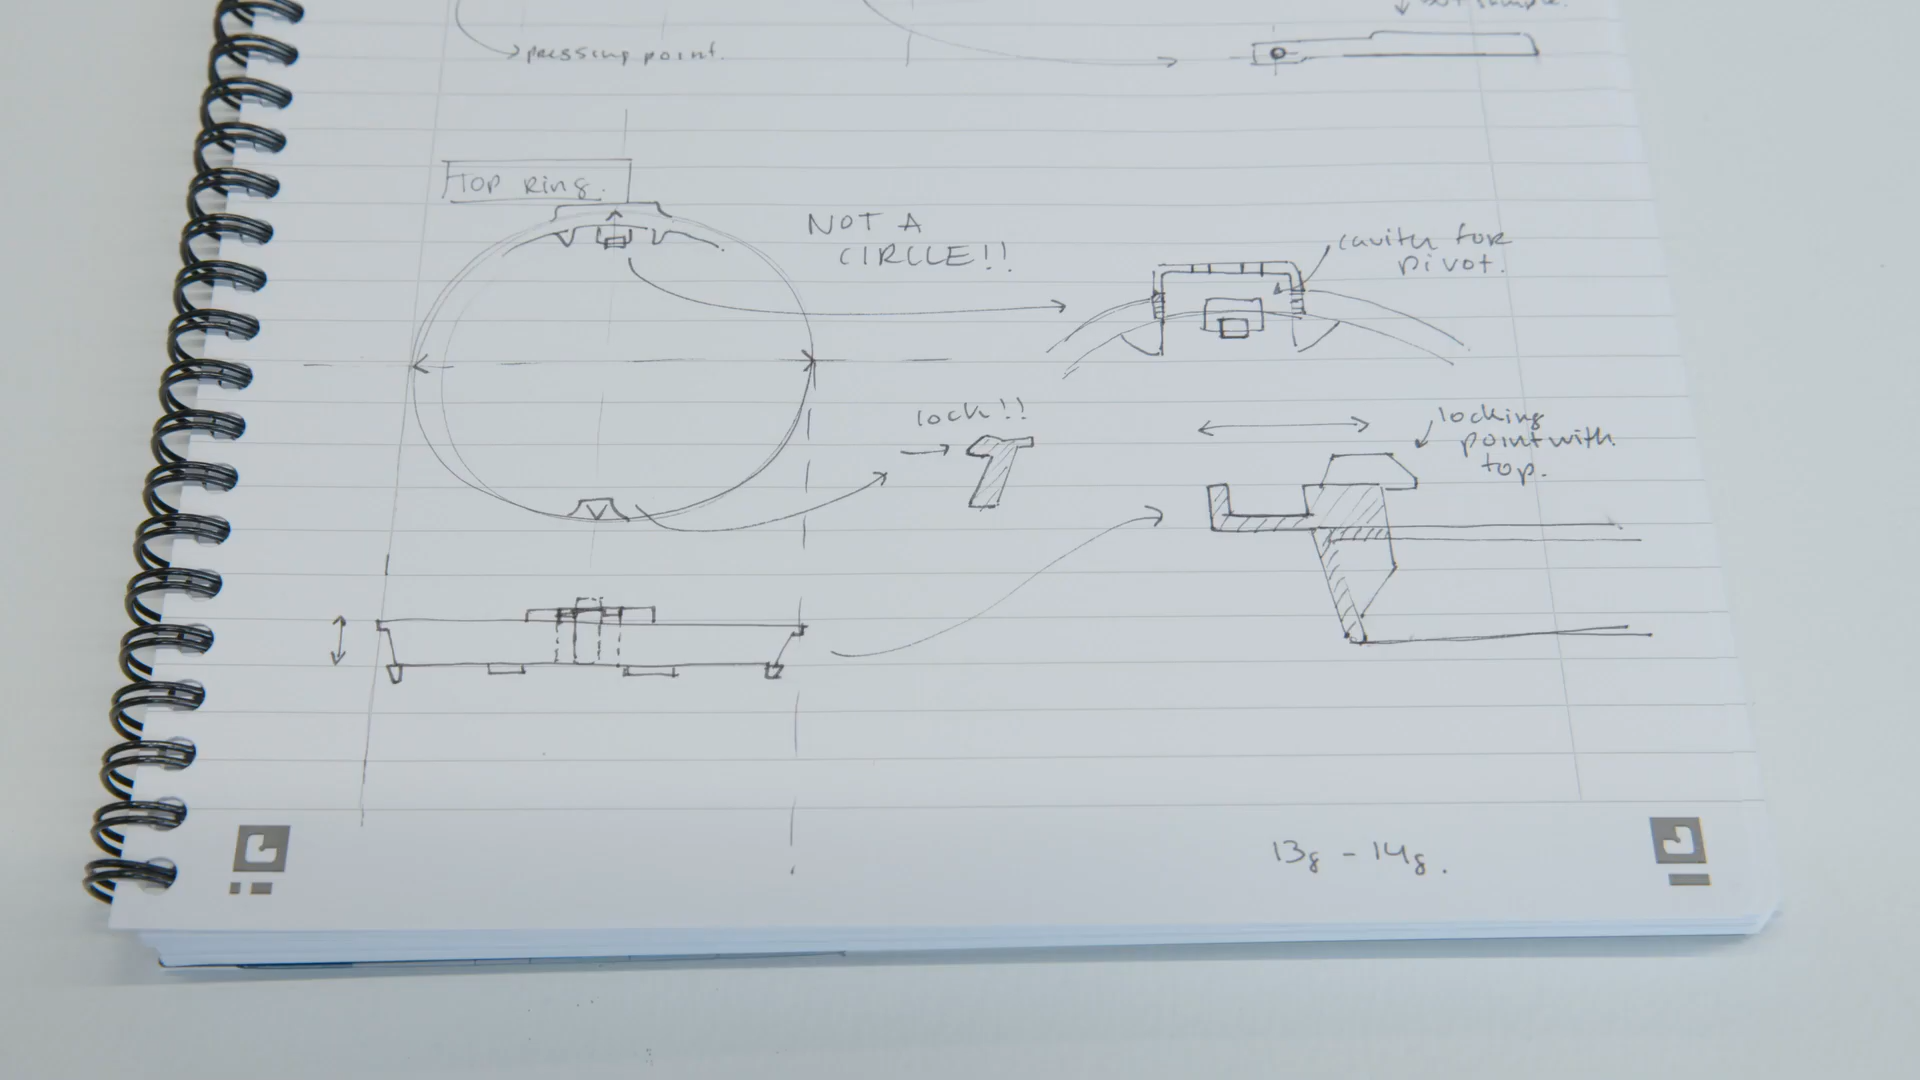 pressing point.
Top Ring.
NOT A
CIRCLE!!
cavity for
pivot.
lock!!
locking
point with
top.
13g - 14g.